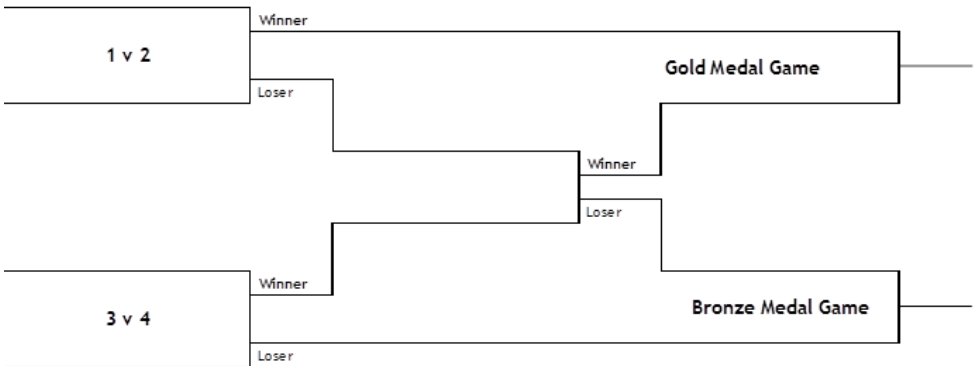 Winner
1 v 2
Gold Medal Game
Loser
Winner
Loser
Winner
3 v 4
Bronze Medal Game
Loser